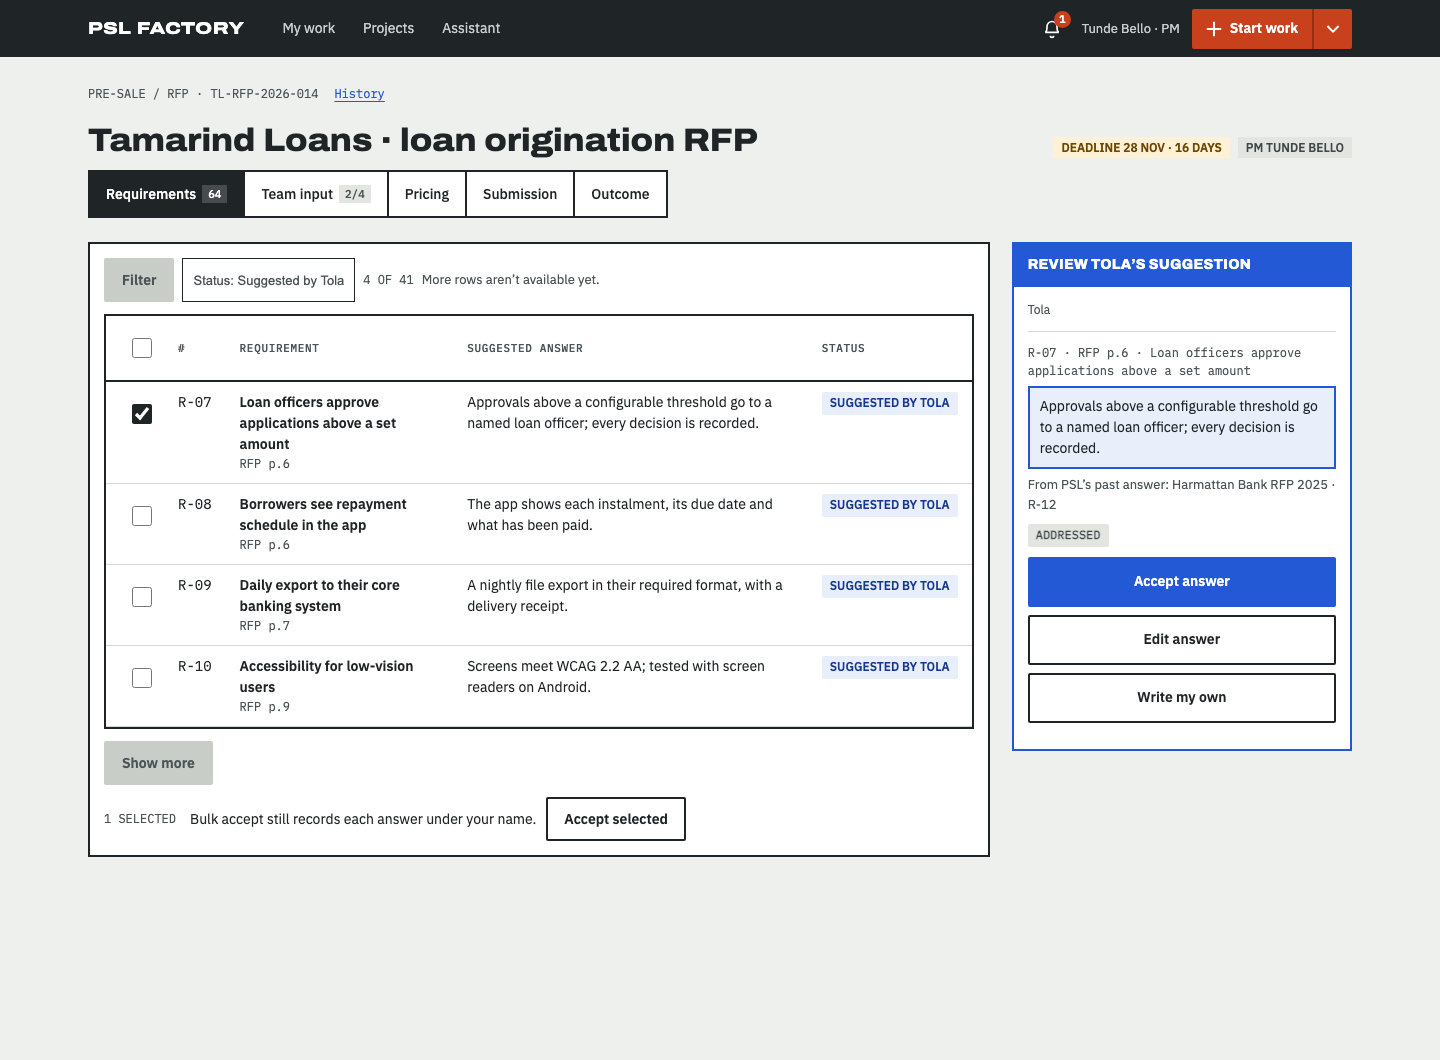 PSL FACTORY
My work
Projects
Assistant
1
Tunde Bello · PM
Start work
PRE-SALE / RFP · TL-RFP-2026-014
History
Tamarind Loans · loan origination RFP
DEADLINE 28 NOV · 16 DAYS
PM TUNDE BELLO
Requirements 64
Team input 2/4
Pricing
Submission
Outcome
Filter
Status: Suggested by Tola
4 OF 41
More rows aren’t available yet.
#
REQUIREMENT
SUGGESTED ANSWER
STATUS
R-07
Loan officers approve
applications above a set
amount
RFP p.6
Approvals above a configurable threshold go to a
named loan officer; every decision is recorded.
SUGGESTED BY TOLA
R-08
Borrowers see repayment
schedule in the app
RFP p.6
The app shows each instalment, its due date and
what has been paid.
SUGGESTED BY TOLA
R-09
Daily export to their core
banking system
RFP p.7
A nightly file export in their required format, with a
delivery receipt.
SUGGESTED BY TOLA
R-10
Accessibility for low-vision
users
RFP p.9
Screens meet WCAG 2.2 AA; tested with screen
readers on Android.
SUGGESTED BY TOLA
Show more
1 SELECTED
Bulk accept still records each answer under your name.
Accept selected
REVIEW TOLA’S SUGGESTION
Tola
R-07 · RFP p.6 · Loan officers approve
applications above a set amount
Approvals above a configurable threshold go
to a named loan officer; every decision is
recorded.
From PSL’s past answer: Harmattan Bank RFP 2025 ·
R-12
ADDRESSED
Accept answer
Edit answer
Write my own